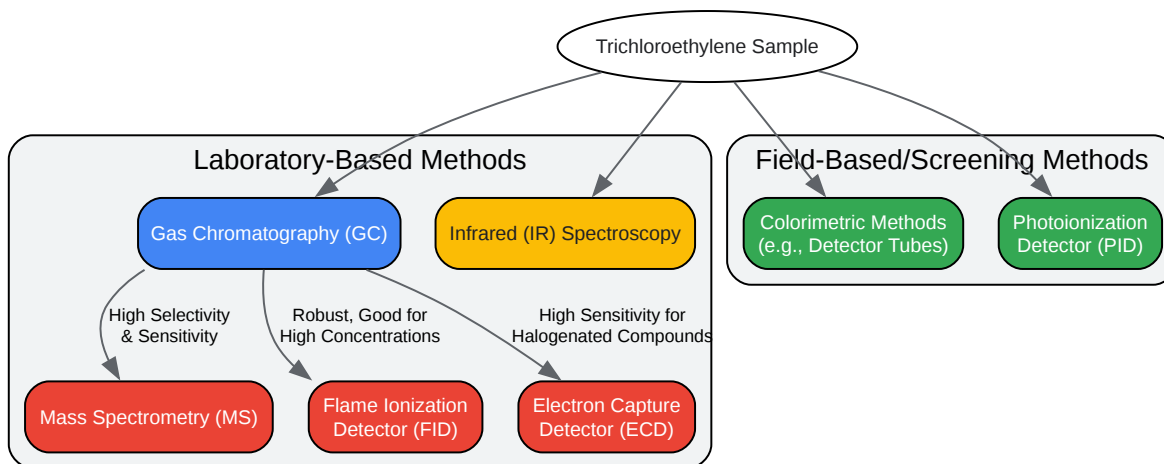 Trichloroethylene Sample
Laboratory-Based Methods
Field-Based/Screening Methods
Gas Chromatography (GC)
Infrared (IR) Spectroscopy
Colorimetric Methods
(e.g., Detector Tubes)
Photoionization
Detector (PID)
High Selectivity
& Sensitivity
Robust, Good for
High Concentrations
High Sensitivity for
Halogenated Compounds
Mass Spectrometry (MS)
Flame Ionization
Detector (FID)
Electron Capture
Detector (ECD)